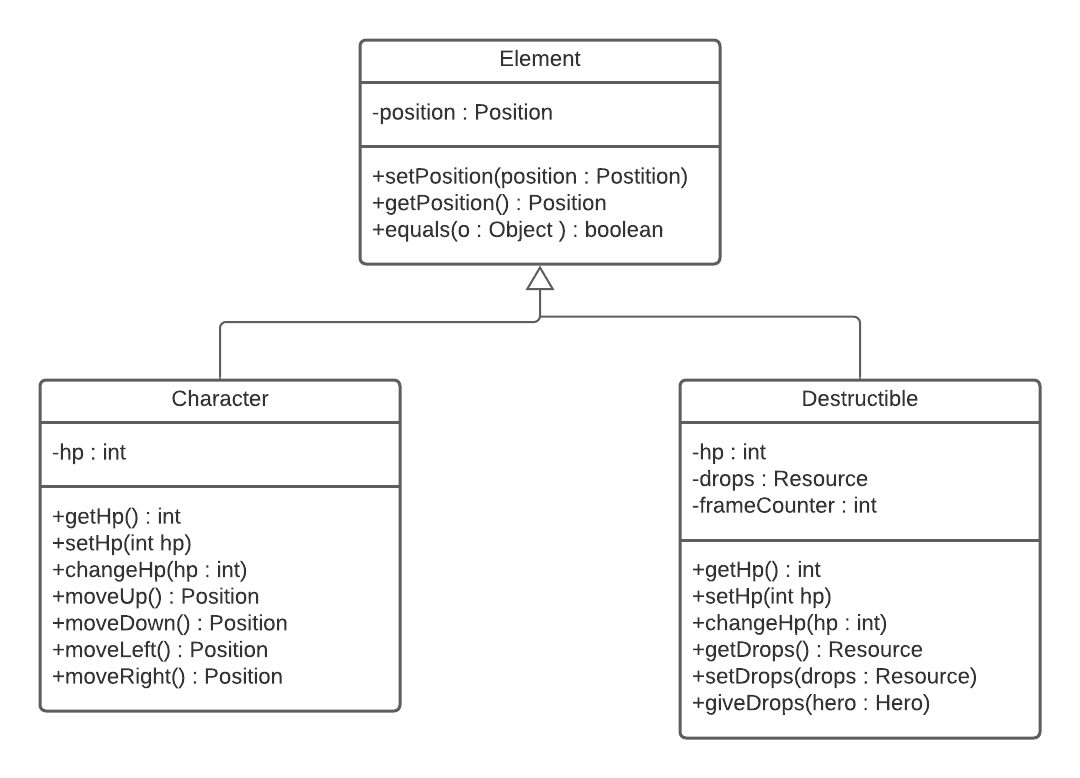 Element
-position : Position
+setPosition(position : Postition)
+getPosition() : Position
+equals(o : Object ) : boolean
Character
-hp : int
+getHp() : int
+setHp(int hp)
+changeHp(hp : int)
+moveUp() : Position
+moveDown() : Position
+moveLeft() : Position
+moveRight() : Position
Destructible
-hp : int
-drops : Resource
-frameCounter : int
+getHp() : int
+setHp(int hp)
+changeHp(hp : int)
+getDrops() : Resource
+setDrops(drops : Resource)
+giveDrops(hero : Hero)